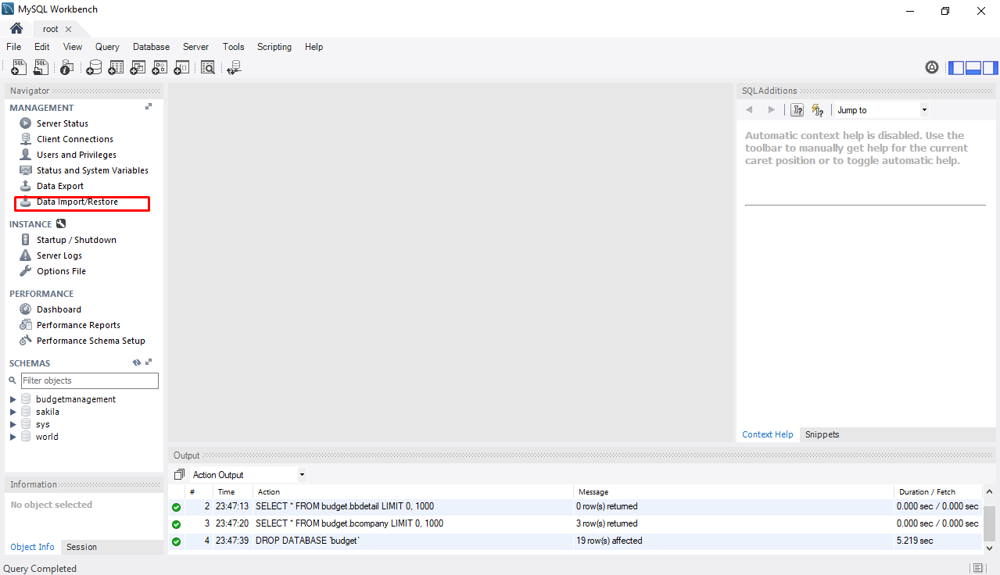 MySQL Workbench
root
File Edit View Query Database Server Tools Scripting Help
SQL SQL
Navigator
MANAGEMENT
Server Status
Client Connections
Users and Privileges
Status and System Variables
Data Export
Data Import/Restore
INSTANCE
Startup / Shutdown
Server Logs
Options File
PERFORMANCE
Dashboard
Performance Reports
Performance Schema Setup
SCHEMAS
Filter objects
budgetmanagement
sakila
sys
world
Information
No object selected
Object Info Session
SQLAdditions
Jump to
Automatic context help is disabled. Use the
toolbar to manually get help for the current
caret position or to toggle automatic help.
Context Help Snippets
Output
Action Output
# Time Action Message Duration / Fetch
2 23:47:13 SELECT * FROM budget.bbdetail LIMIT 0, 1000 0 row(s) returned 0.000 sec / 0.000 sec
3 23:47:20 SELECT * FROM budget.bcompany LIMIT 0, 1000 3 row(s) returned 0.000 sec / 0.000 sec
4 23:47:39 DROP DATABASE `budget` 19 row(s) affected 5.219 sec
Query Completed